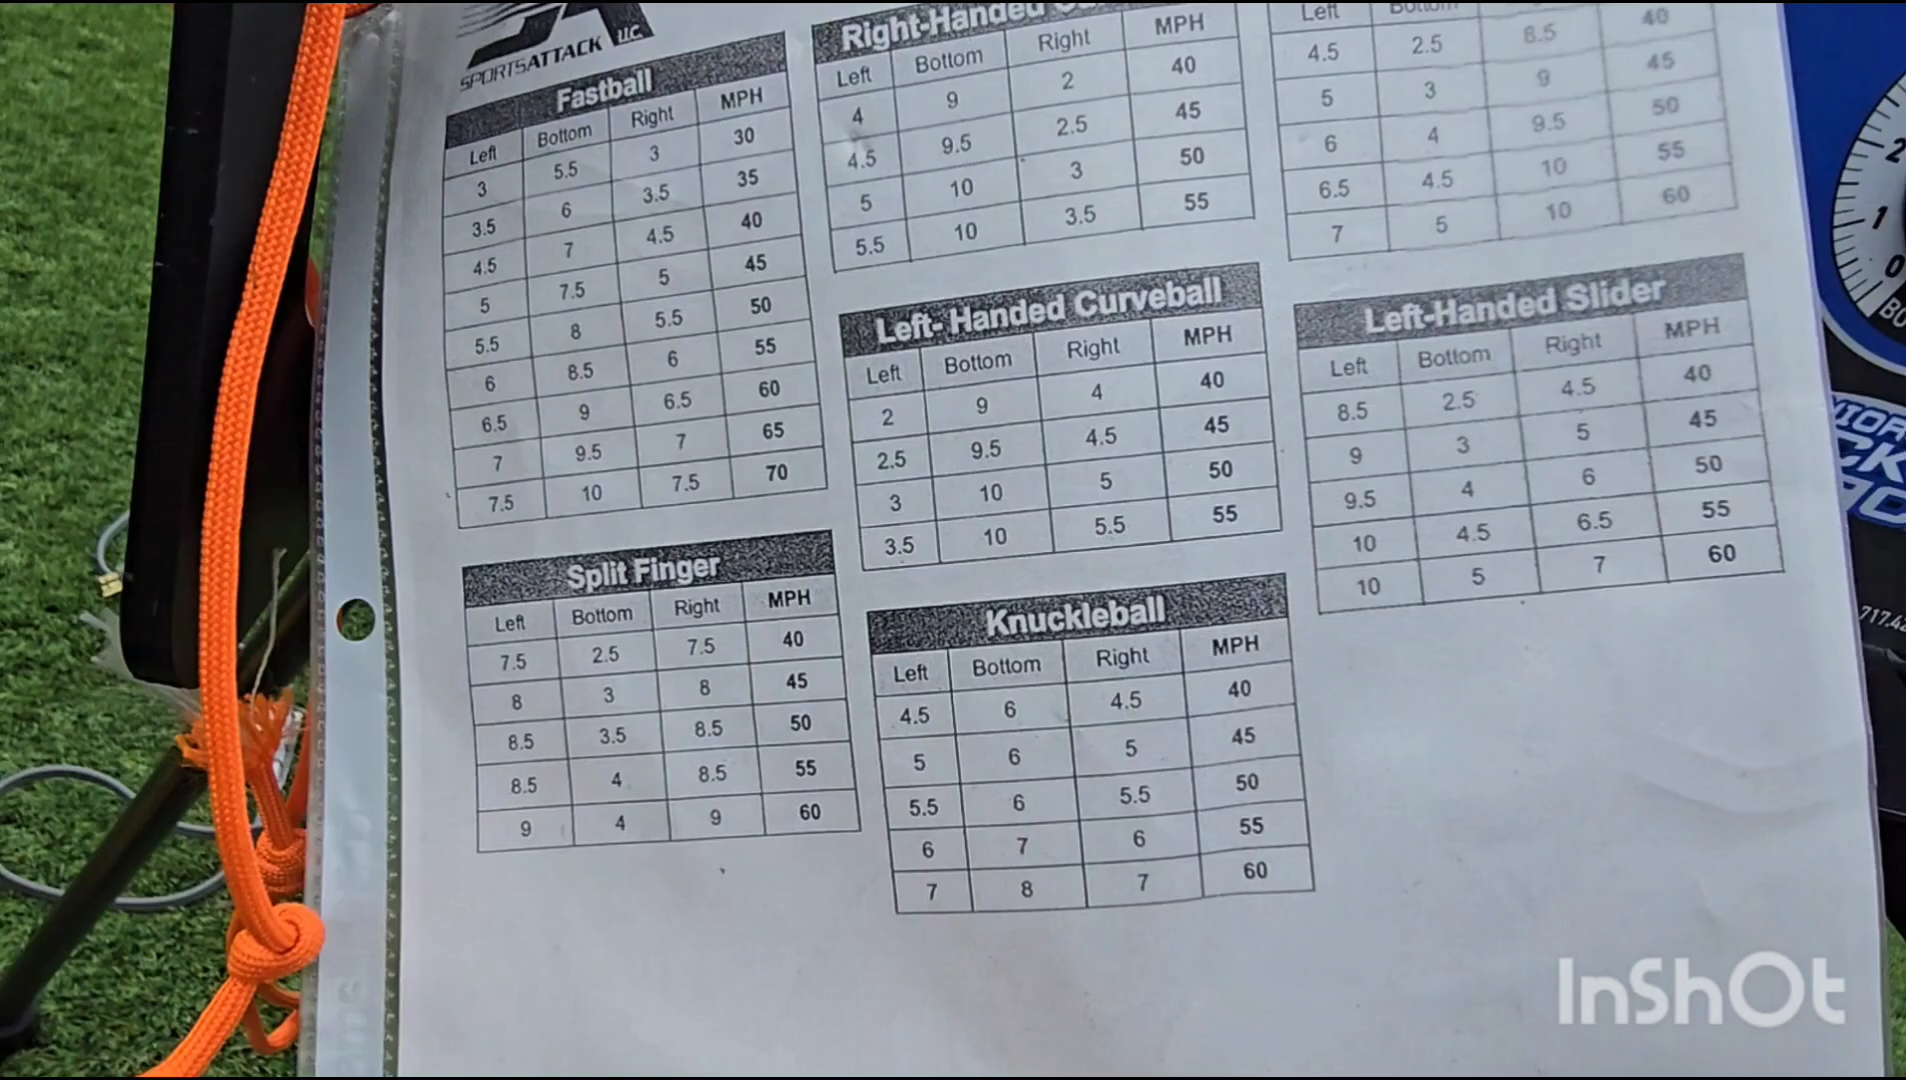 SPORTSATTACK LLC
Fastball
Left Bottom Right MPH
3 5.5 3 30
3.5 6 3.5 35
4.5 7 4.5 40
5 7.5 5 45
5.5 8 5.5 50
6 8.5 6 55
6.5 9 6.5 60
7 9.5 7 65
7.5 10 7.5 70
Split Finger
Left Bottom Right MPH
7.5 2.5 7.5 40
8 3 8 45
8.5 3.5 8.5 50
8.5 4 8.5 55
9 4 9 60
Right-Handed
Left Bottom Right MPH
4 9 2 40
4.5 9.5 2.5 45
5 10 3 50
5.5 10 3.5 55
Left- Handed Curveball
Left Bottom Right MPH
2 9 4 40
2.5 9.5 4.5 45
3 10 5 50
3.5 10 5.5 55
Knuckleball
Left Bottom Right MPH
4.5 6 4.5 40
5 6 5 45
5.5 6 5.5 50
6 7 6 55
7 8 7 60
Left Bottom
4.5 2.5 8.5 40
5 3 9 45
6 4 9.5 50
6.5 4.5 10 55
7 5 10 60
Left-Handed Slider
Left Bottom Right MPH
8.5 2.5 4.5 40
9 3 5 45
9.5 4 6 50
10 4.5 6.5 55
10 5 7 60
2
1
0
717.42
InShOt